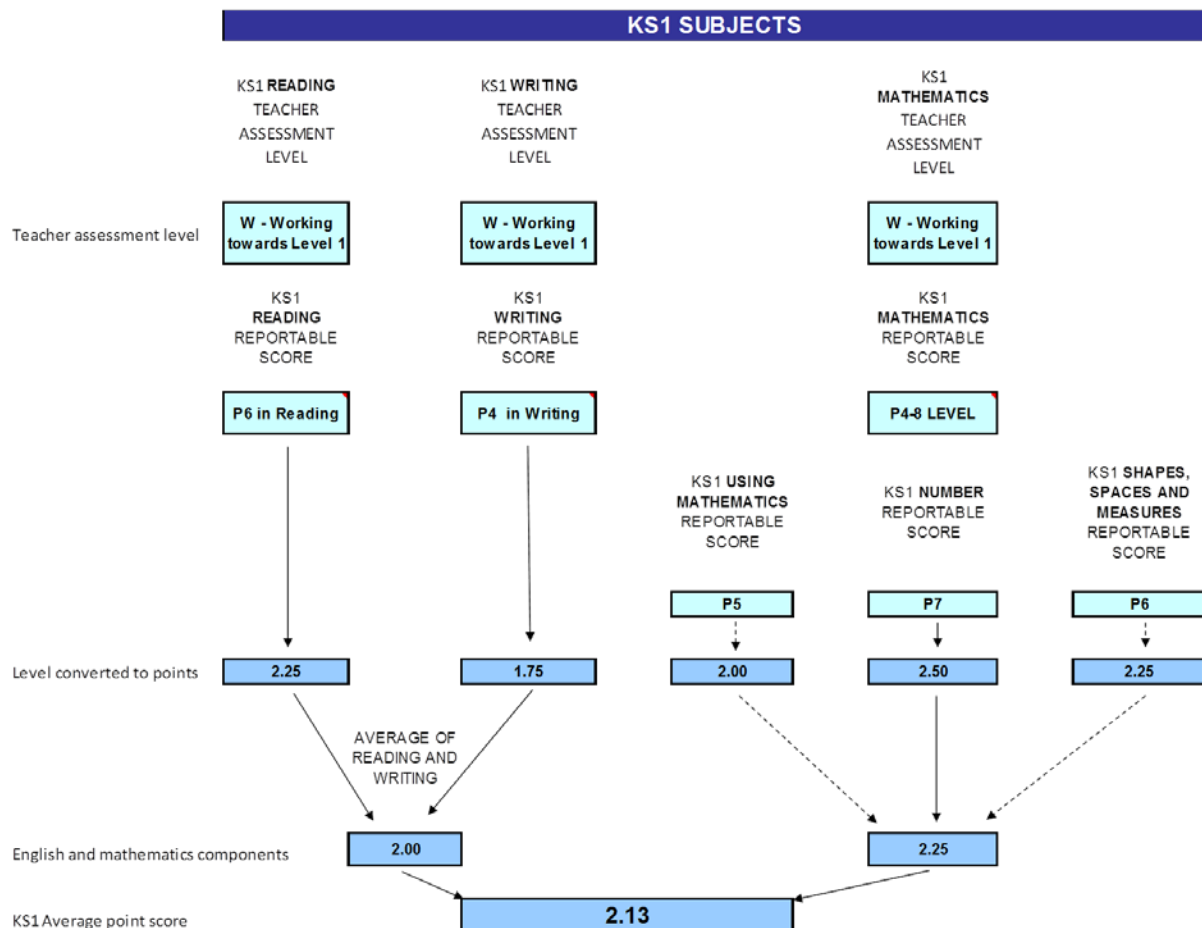 KS1 SUBJECTS
KS1 READING
TEACHER
ASSESSMENT
LEVEL
KS1 WRITING
TEACHER
ASSESSMENT
LEVEL
KS1
MATHEMATICS
TEACHER
ASSESSMENT
LEVEL
Teacher assessment level
W - Working
towards Level 1
W - Working
towards Level 1
W - Working
towards Level 1
KS1
READING
REPORTABLE
SCORE
KS1
WRITING
REPORTABLE
SCORE
KS1
MATHEMATICS
REPORTABLE
SCORE
P6 in Reading
P4 in Writing
P4-8 LEVEL
KS1 USING
MATHEMATICS
REPORTABLE
SCORE
KS1 NUMBER
REPORTABLE
SCORE
KS1 SHAPES,
SPACES AND
MEASURES
REPORTABLE
SCORE
P5
P7
P6
Level converted to points
2.25
1.75
2.00
2.50
2.25
AVERAGE OF
READING AND
WRITING
English and mathematics components
2.00
2.25
KS1 Average point score
2.13